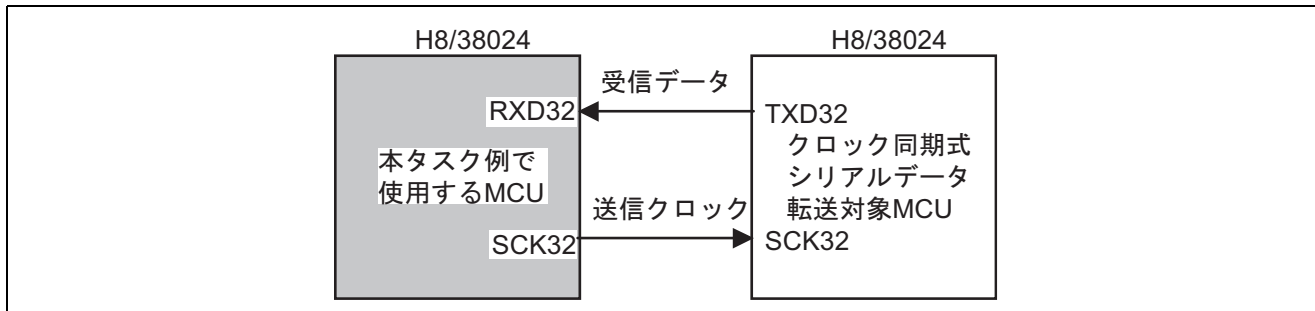 H8/38024
H8/38024
受信データ
RXD32
TXD32
本タスク例で
使用するMCU
クロック同期式
シリアルデータ
転送対象MCU
送信クロック
SCK32
SCK32